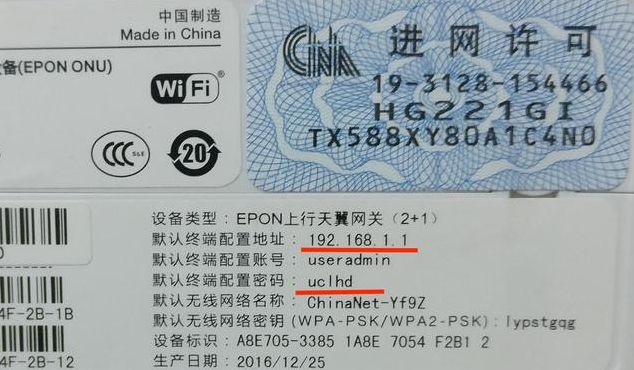 中国制造
Made in China
备(EPON ONU)
WiFi
CCC S&E
20
CNA 进网许可
19-3128-154466
HG221GI
TX588XY80A1C4N0
设备类型：EPON上行天翼网关（2+1）
默认终端配置地址：192.168.1.1
默认终端配置账号：useradmin
默认终端配置密码：uclhd
默认无线网络名称：ChinaNet-Yf9Z
默认无线网络密钥(WPA-PSK/WPA2-PSK)：lypstgqg
设备标识：A8E705-3385 1A8E 7054 F2B1 2
生产日期：2016/12/25
4F-2B-1B
4F-2B-12